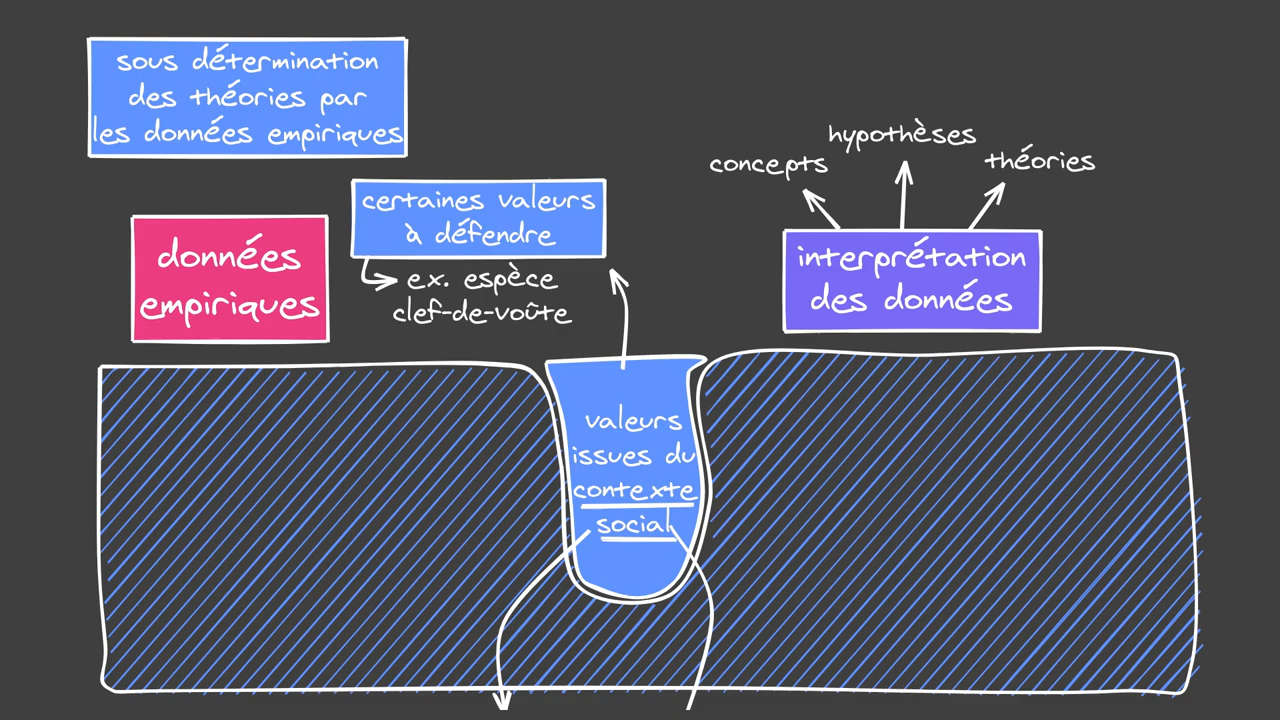 sous détermination
des théories par
les données empiriques
certaines valeurs
à défendre
ex. espèce
clef-de-voûte
données
empiriques
hypothèses
concepts
théories
interprétation
des données
valeurs
issues du
contexte
social